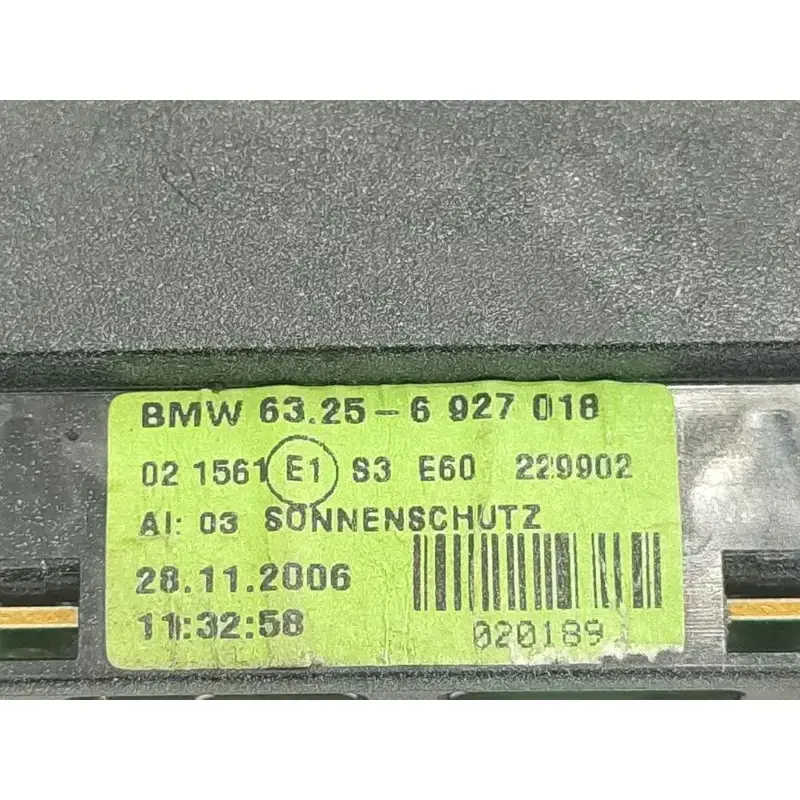 BMW 63.25-6 927 018
02 1561 E1 S3 E60 229902
AI: 03 SONNENSCHUTZ
28.11.2006
11:32:58
020189